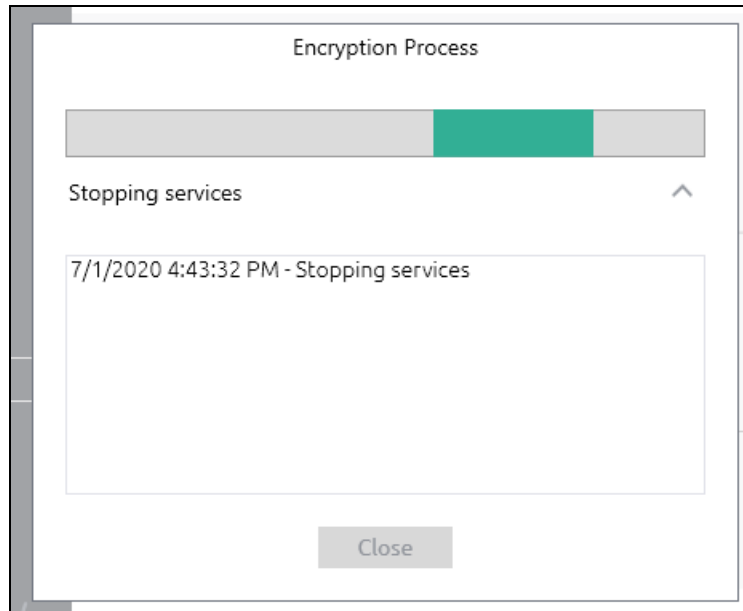 Encryption Process
Stopping services
7/1/2020 4:43:32 PM - Stopping services
Close